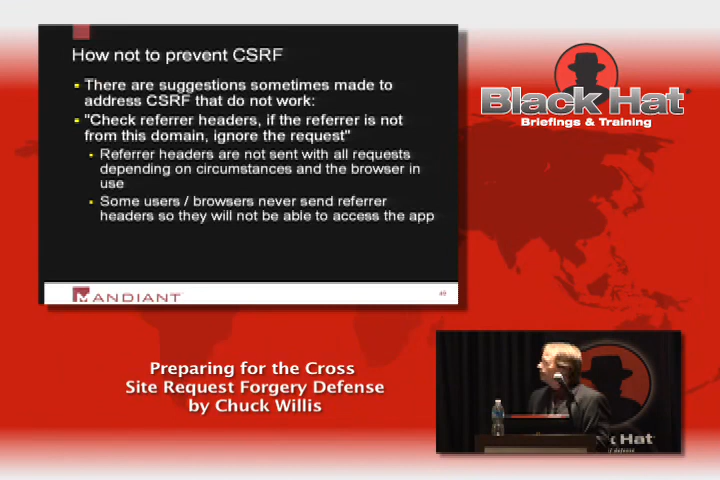 How not to prevent CSRF
There are suggestions sometimes made to
address CSRF that do not work:
"Check referrer headers, if the referrer is not
from this domain, ignore the request"
Referrer headers are not sent with all requests
depending on circumstances and the browser in
use
Some users / browsers never send referrer
headers so they will not be able to access the app
MANDIANT
Black Hat
Briefings & Training
Preparing for the Cross
Site Request Forgery Defense
by Chuck Willis
k Hat